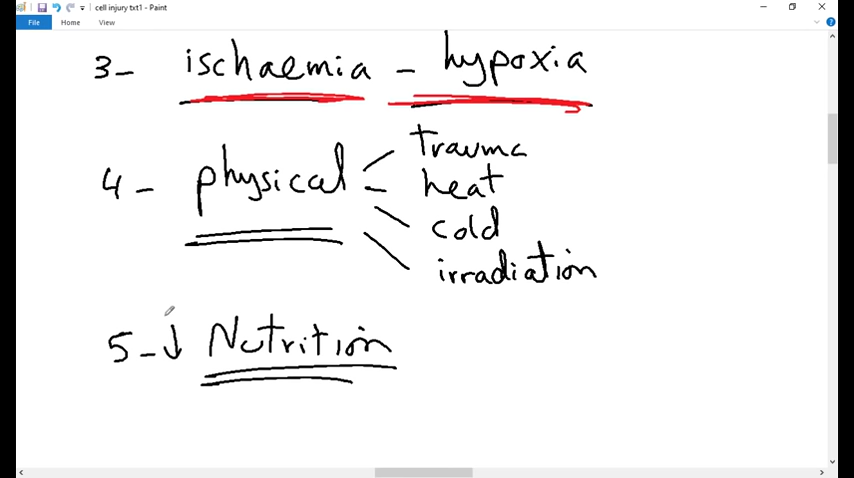 cell injury txt1 - Paint
File Home View
3- ischaemia - hypoxia
trauma
4- physical heat
cold
irradiation
5-↓ Nutrition